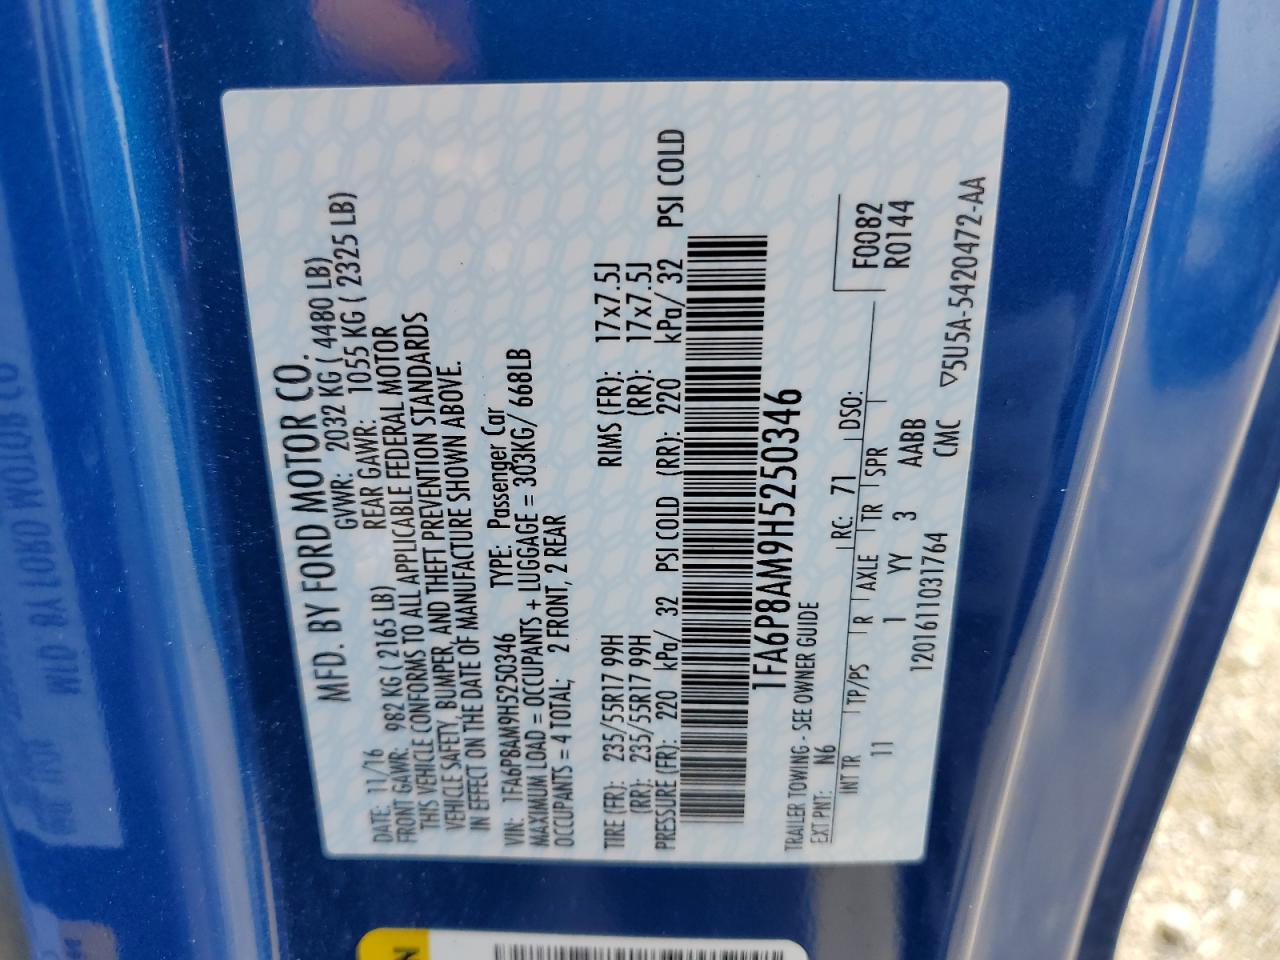 MFD. BY FORD MOTOR CO.
DATE: 11/16 GVWR: 2032 KG ( 4480 LB)
FRONT GAWR: 982 KG ( 2165 LB) REAR GAWR: 1055 KG ( 2325 LB)
THIS VEHICLE CONFORMS TO ALL APPLICABLE FEDERAL MOTOR
VEHICLE SAFETY, BUMPER, AND THEFT PREVENTION STANDARDS
IN EFFECT ON THE DATE OF MANUFACTURE SHOWN ABOVE.
VIN: 1FA6P8AM9H5250346 TYPE: Passenger Car
MAXIMUM LOAD = OCCUPANTS + LUGGAGE = 303KG/ 668LB
OCCUPANTS = 4 TOTAL; 2 FRONT, 2 REAR
TIRE (FR): 235/55R17 99H RIMS (FR): 17x7.5J
(RR): 235/55R17 99H (RR): 17x7.5J
PRESSURE (FR): 220 kPa/ 32 PSI COLD (RR): 220 kPa/ 32 PSI COLD
1FA6P8AM9H5250346
TRAILER TOWING - SEE OWNER GUIDE
EXT PNT: N6 RC: 71 DSO: F0082
INT TR TP/PS R AXLE TR SPR R0144
11 1 YY 3 AABB
1201611031764 CMC ▽5U5A-5420472-AA